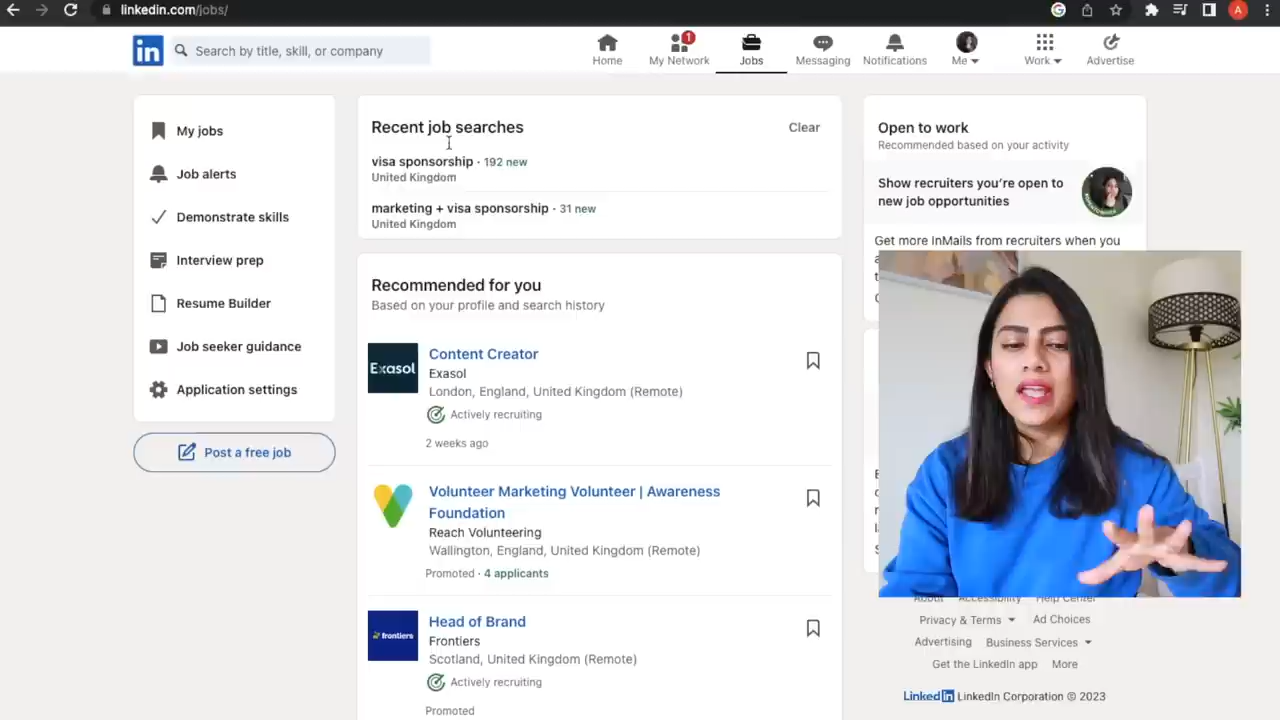 linkedin.com/jobs/
A
in
Search by title, skill, or company
1
Home
My Network
Jobs
Messaging
Notifications
Me
Work
Advertise
My jobs
Job alerts
Demonstrate skills
Interview prep
Resume Builder
Job seeker guidance
Application settings
Post a free job
Recent job searches
Clear
visa sponsorship · 192 new
United Kingdom
marketing + visa sponsorship · 31 new
United Kingdom
Recommended for you
Based on your profile and search history
Exasol
Content Creator
Exasol
London, England, United Kingdom (Remote)
Actively recruiting
2 weeks ago
Volunteer Marketing Volunteer | Awareness
Foundation
Reach Volunteering
Wallington, England, United Kingdom (Remote)
Promoted · 4 applicants
frontiers
Head of Brand
Frontiers
Scotland, United Kingdom (Remote)
Actively recruiting
Promoted
Open to work
Recommended based on your activity
Show recruiters you're open to
new job opportunities
Get more InMails from recruiters when you
About Accessibility Help Center
Privacy & Terms Ad Choices
Advertising Business Services
Get the LinkedIn app More
LinkedIn LinkedIn Corporation © 2023